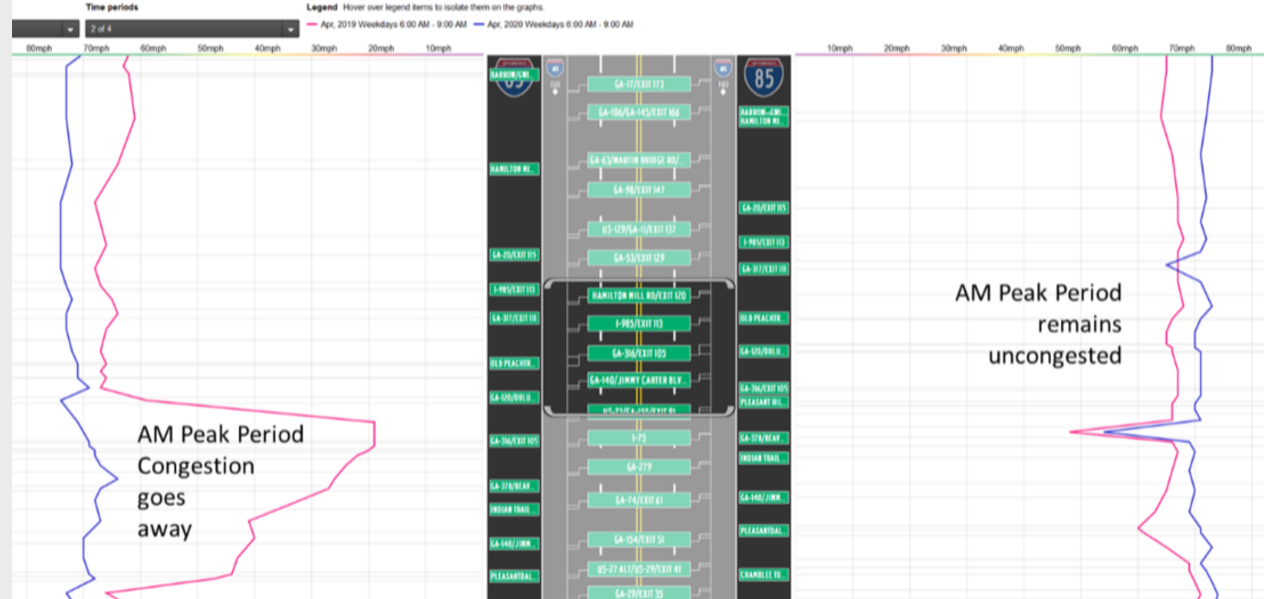 Time periods
2 of 4
Legend Hover over legend items to isolate them on the graphs.
Apr, 2019 Weekdays 6:00 AM - 9:00 AM Apr, 2020 Weekdays 6:00 AM - 9:00 AM
80mph 70mph 60mph 50mph 40mph 30mph 20mph 10mph
10mph 20mph 30mph 40mph 50mph 60mph 70mph 80mph
BARROW/GWI..
HAMILTON MI..
GA-20/EXIT 115
I-985/EXIT 113
GA-317/EXIT 111
OLD PEACHTR..
GA-120/DULU..
GA-316/EXIT 105
GA-378/BEAV..
INDIAN TRAIL..
GA-140/JIMM..
PLEASANTDAL..
85
SB
GA-17/EXIT 173
GA-106/GA-145/EXIT 166
GA-63/MARTIN BRIDGE RD/...
GA-98/EXIT 147
US-129/GA-11/EXIT 137
GA-53/EXIT 129
HAMILTON MILL RD/EXIT 120
I-985/EXIT 113
GA-316/EXIT 105
GA-140/JIMMY CARTER BLV...
I-75
GA-279
GA-74/EXIT 61
GA-154/EXIT 51
US-27 ALT/US-29/EXIT 41
GA-29/EXIT 35
85
NB
85
HAMILTON MI..
GA-20/EXIT 115
I-985/EXIT 113
GA-317/EXIT 111
OLD PEACHTR..
GA-120/DULU..
GA-316/EXIT 105
PLEASANT HIL..
GA-378/BEAV..
INDIAN TRAIL..
GA-140/JIMM..
PLEASANTDAL..
CHAMBLEE TU..
AM Peak Period
Congestion
goes
away
AM Peak Period
remains
uncongested